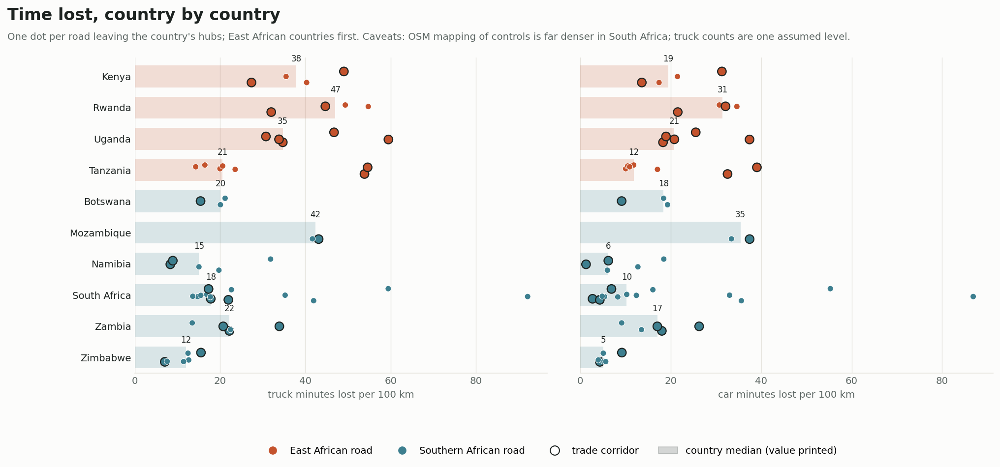 Time lost, country by country
One dot per road leaving the country's hubs; East African countries first. Caveats: OSM mapping of controls is far denser in South Africa; truck counts are one assumed level.
38 19
Kenya
47 31
Rwanda
35 21
Uganda
21 12
Tanzania
20 18
Botswana
42 35
Mozambique
15 6
Namibia
18 10
South Africa
22 17
Zambia
12 5
Zimbabwe
0 20 40 60 80 0 20 40 60 80
truck minutes lost per 100 km car minutes lost per 100 km
East African road Southern African road trade corridor country median (value printed)